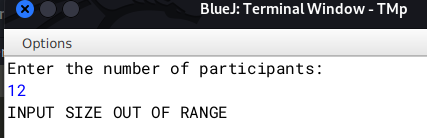 BlueJ: Terminal Window - TMp
Options
Enter the number of participants:
12
INPUT SIZE OUT OF RANGE